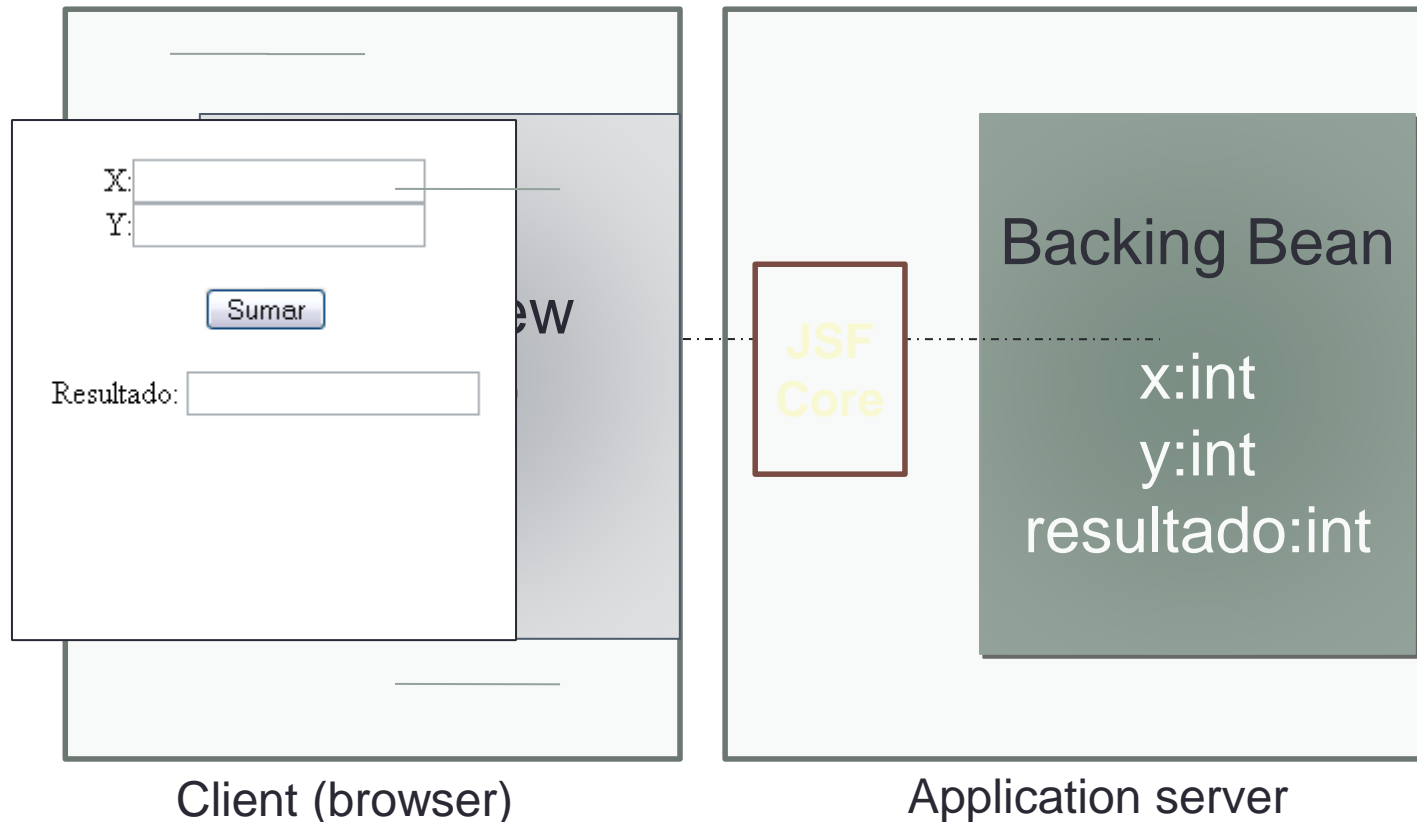 X:
Y:
Sumar
Resultado:
ew
JSF
Core
Backing Bean
x:int
y:int
resultado:int
Client (browser)
Application server